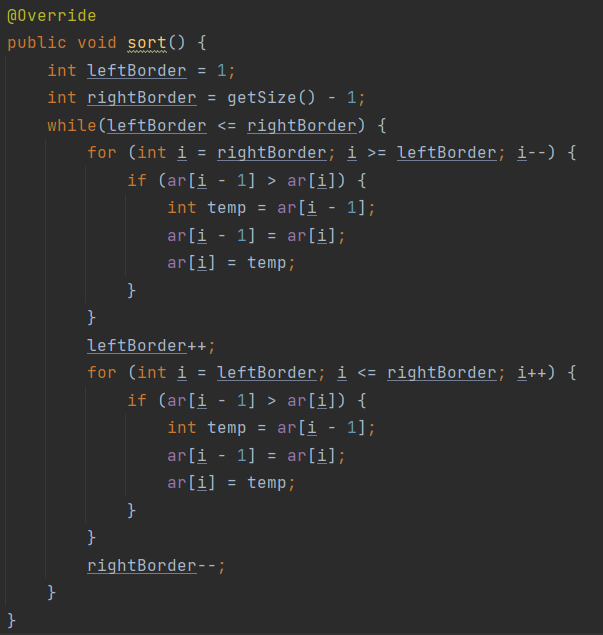 @Override
public void sort() {
    int leftBorder = 1;
    int rightBorder = getSize() - 1;
    while(leftBorder <= rightBorder) {
        for (int i = rightBorder; i >= leftBorder; i--) {
            if (ar[i - 1] > ar[i]) {
                int temp = ar[i - 1];
                ar[i - 1] = ar[i];
                ar[i] = temp;
            }
        }
        leftBorder++;
        for (int i = leftBorder; i <= rightBorder; i++) {
            if (ar[i - 1] > ar[i]) {
                int temp = ar[i - 1];
                ar[i - 1] = ar[i];
                ar[i] = temp;
            }
        }
        rightBorder--;
    }
}